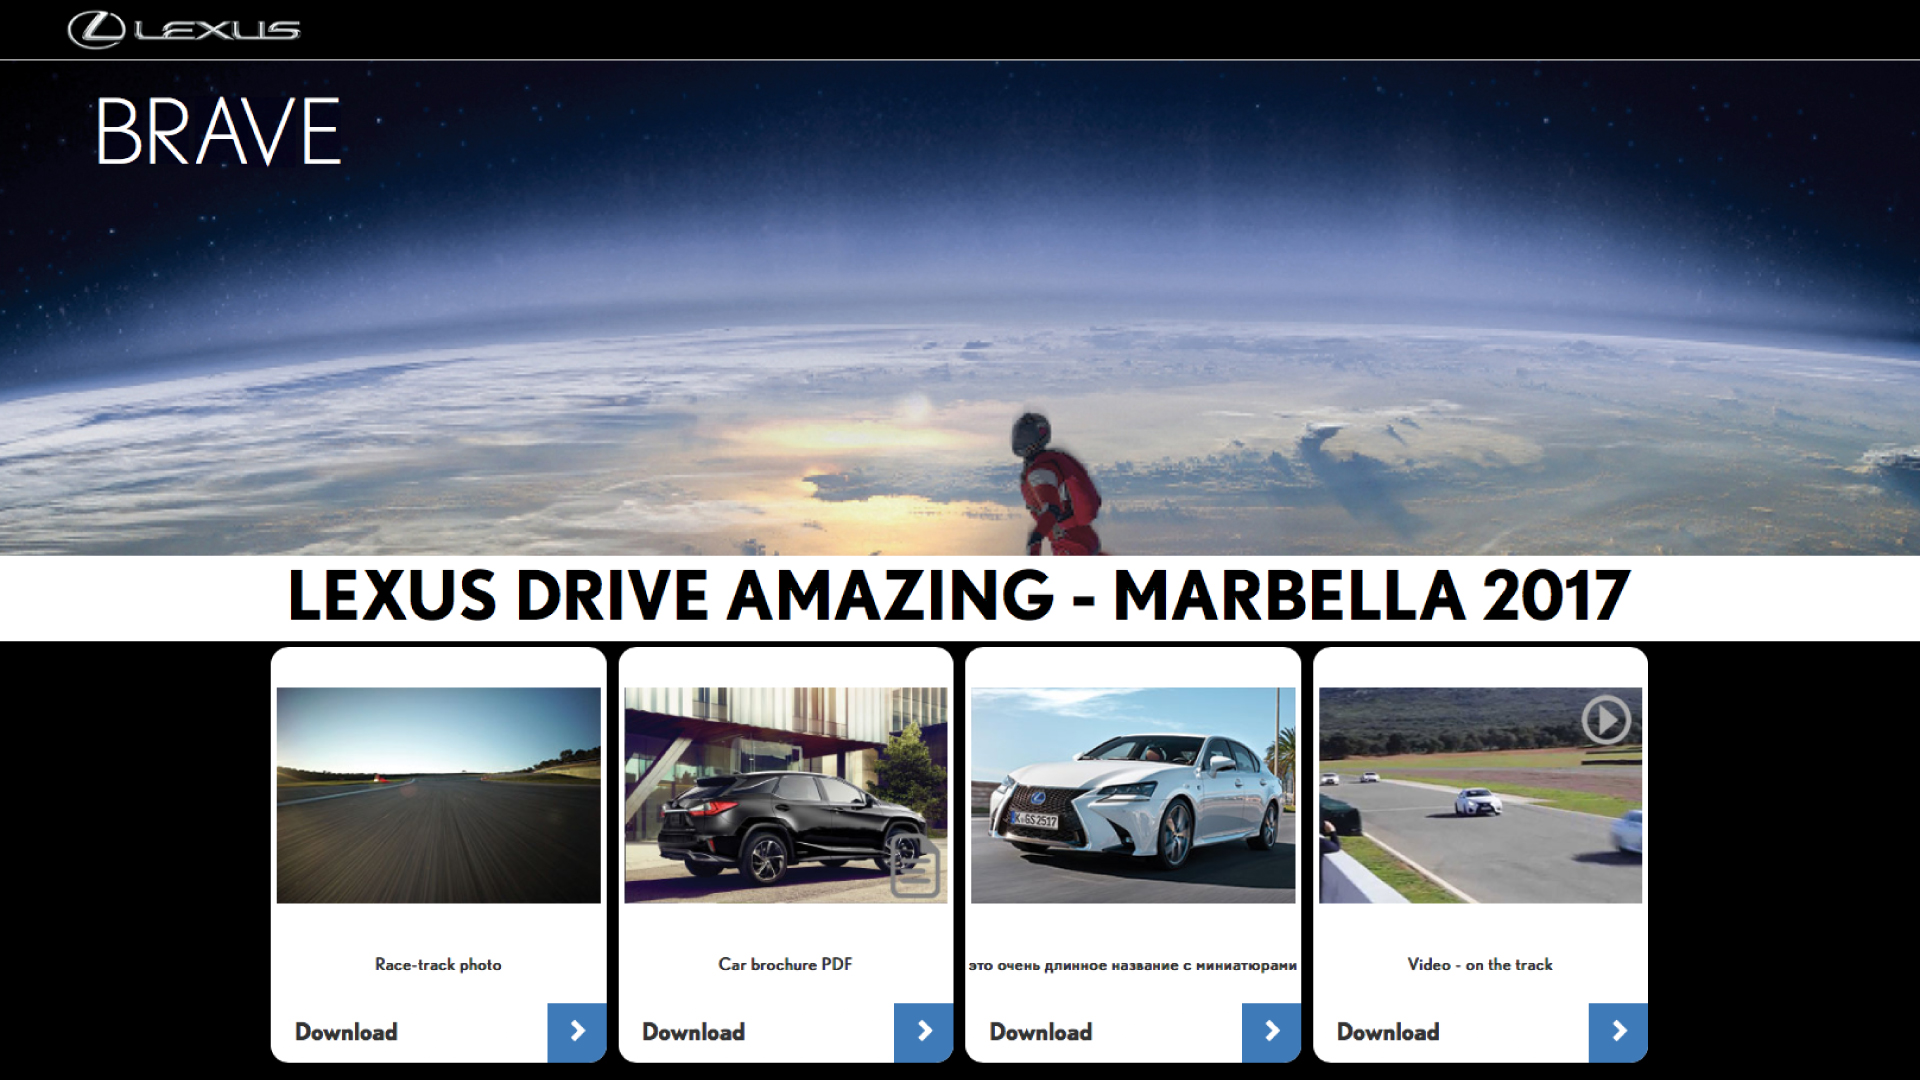 LEXUS
BRAVE
LEXUS DRIVE AMAZING - MARBELLA 2017
K GS 2517
Race-track photo
Car brochure PDF
это очень длинное название с миниатюрами
Video - on the track
Download
Download
Download
Download